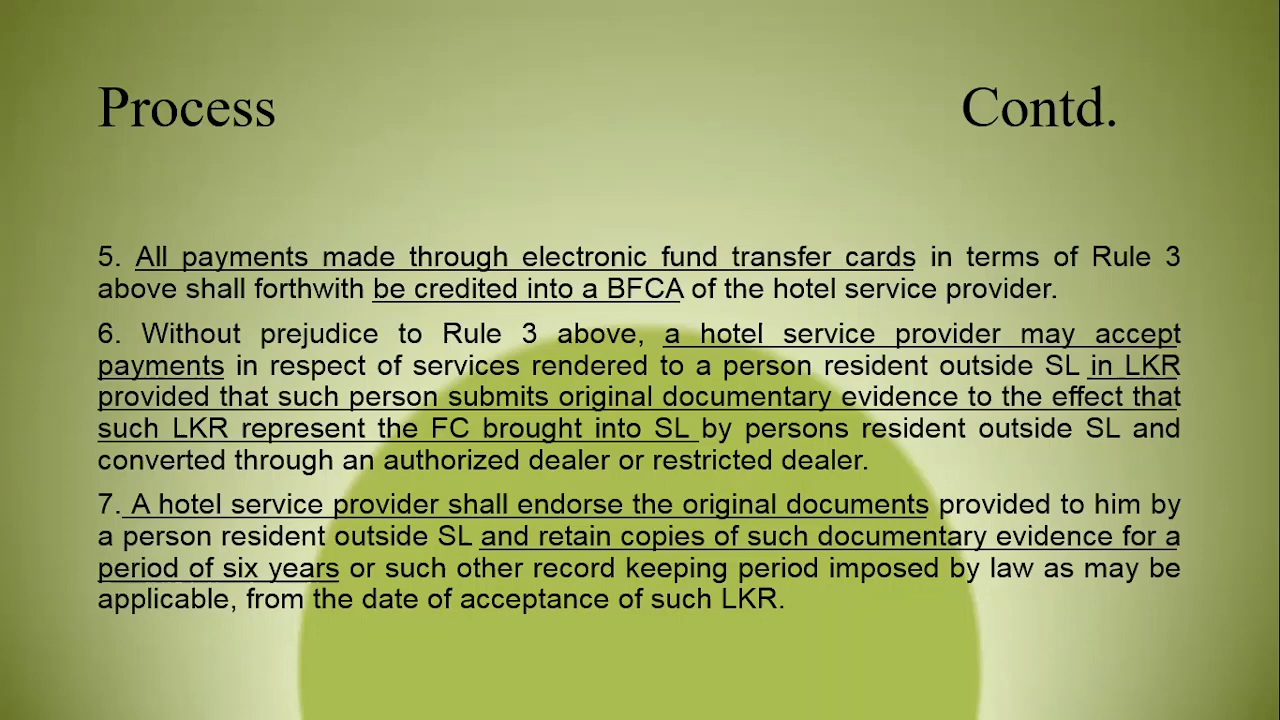 Process Contd.
5. All payments made through electronic fund transfer cards in terms of Rule 3
above shall forthwith be credited into a BFCA of the hotel service provider.
6. Without prejudice to Rule 3 above, a hotel service provider may accept
payments in respect of services rendered to a person resident outside SL in LKR
provided that such person submits original documentary evidence to the effect that
such LKR represent the FC brought into SL by persons resident outside SL and
converted through an authorized dealer or restricted dealer.
7. A hotel service provider shall endorse the original documents provided to him by
a person resident outside SL and retain copies of such documentary evidence for a
period of six years or such other record keeping period imposed by law as may be
applicable, from the date of acceptance of such LKR.